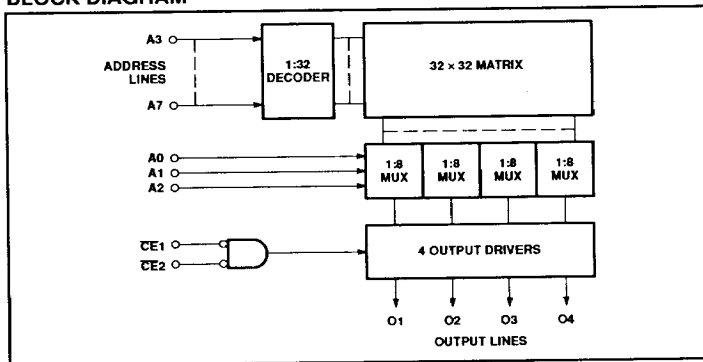 BLOCK DIAGRAM
A3
ADDRESS
LINES
A7
1:32
DECODER
32 × 32 MATRIX
A0
A1
A2
1:8
MUX
1:8
MUX
1:8
MUX
1:8
MUX
CE1
CE2
4 OUTPUT DRIVERS
O1 O2 O3 O4
OUTPUT LINES